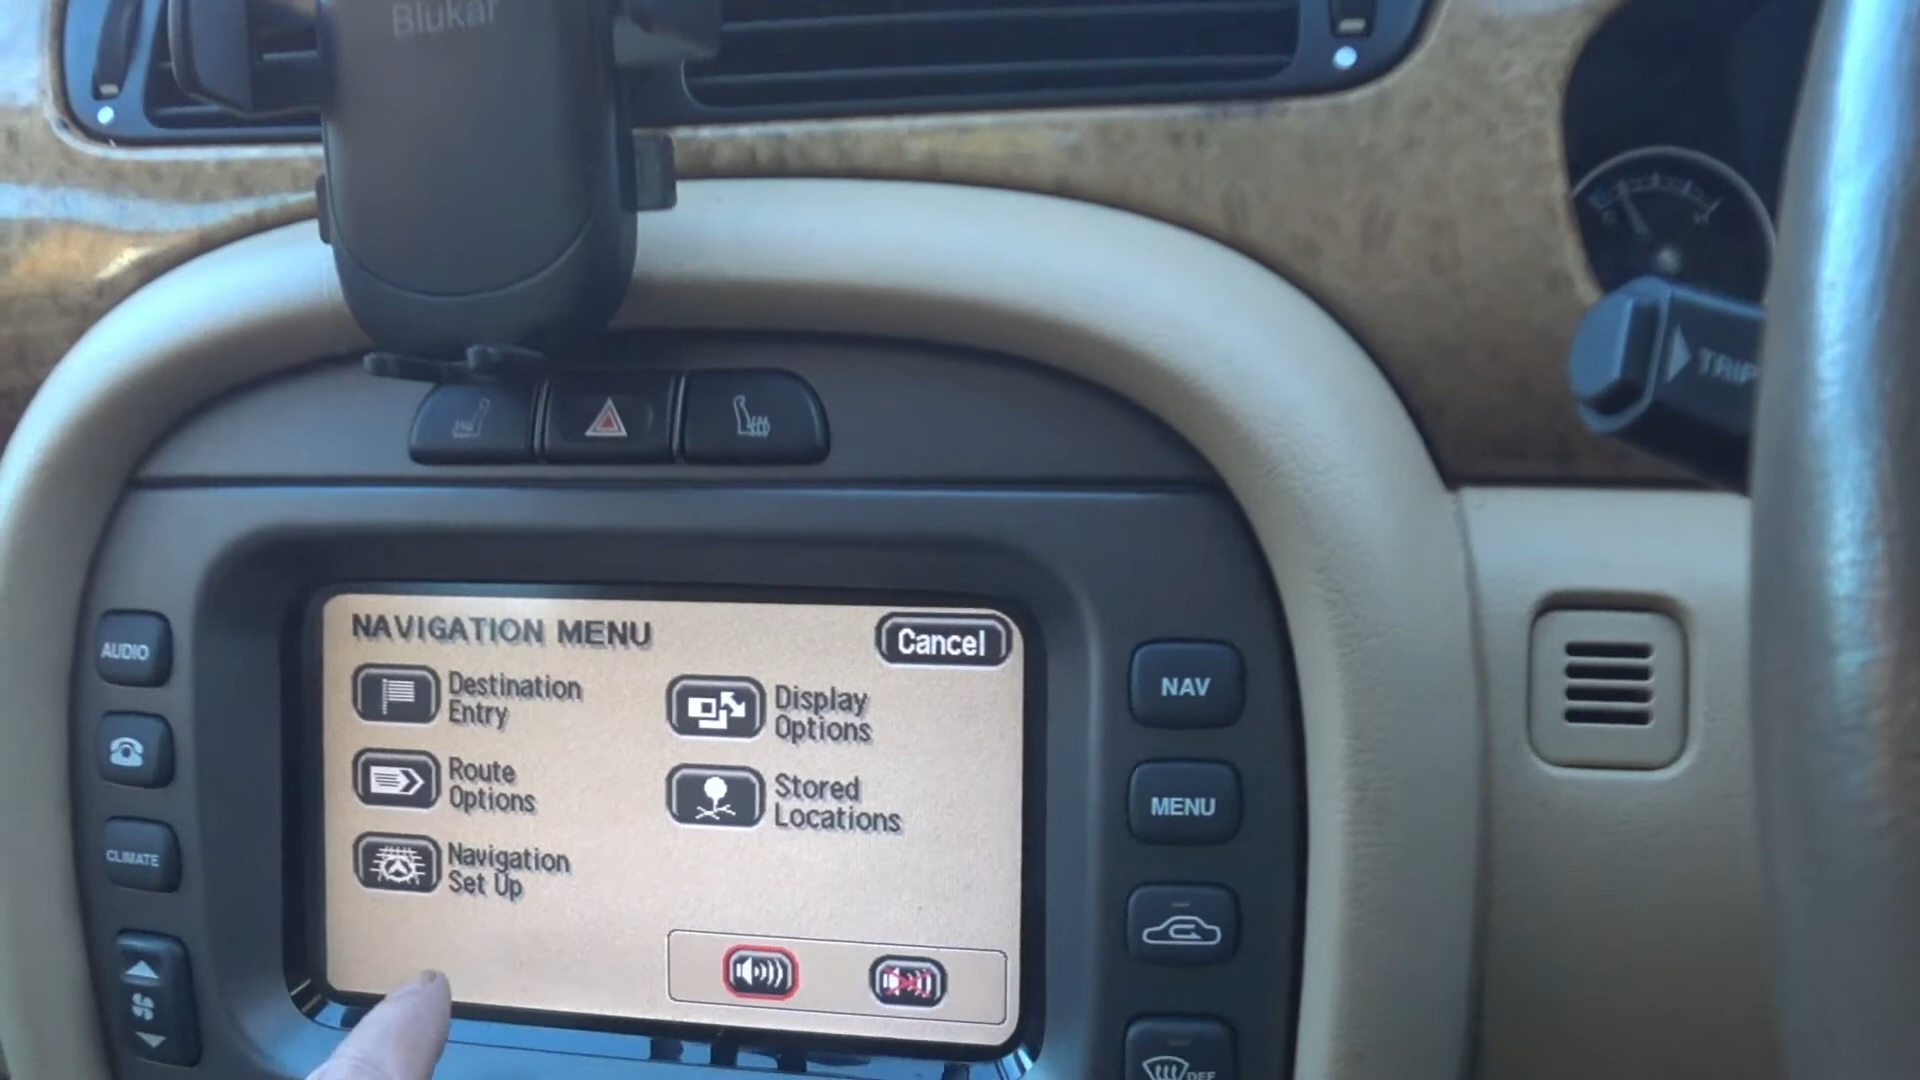 Blukar
TRIP
NAVIGATION MENU
Cancel
Destination
Entry
Display
Options
Route
Options
Stored
Locations
Navigation
Set Up
AUDIO
CLIMATE
NAV
MENU
DEF
C